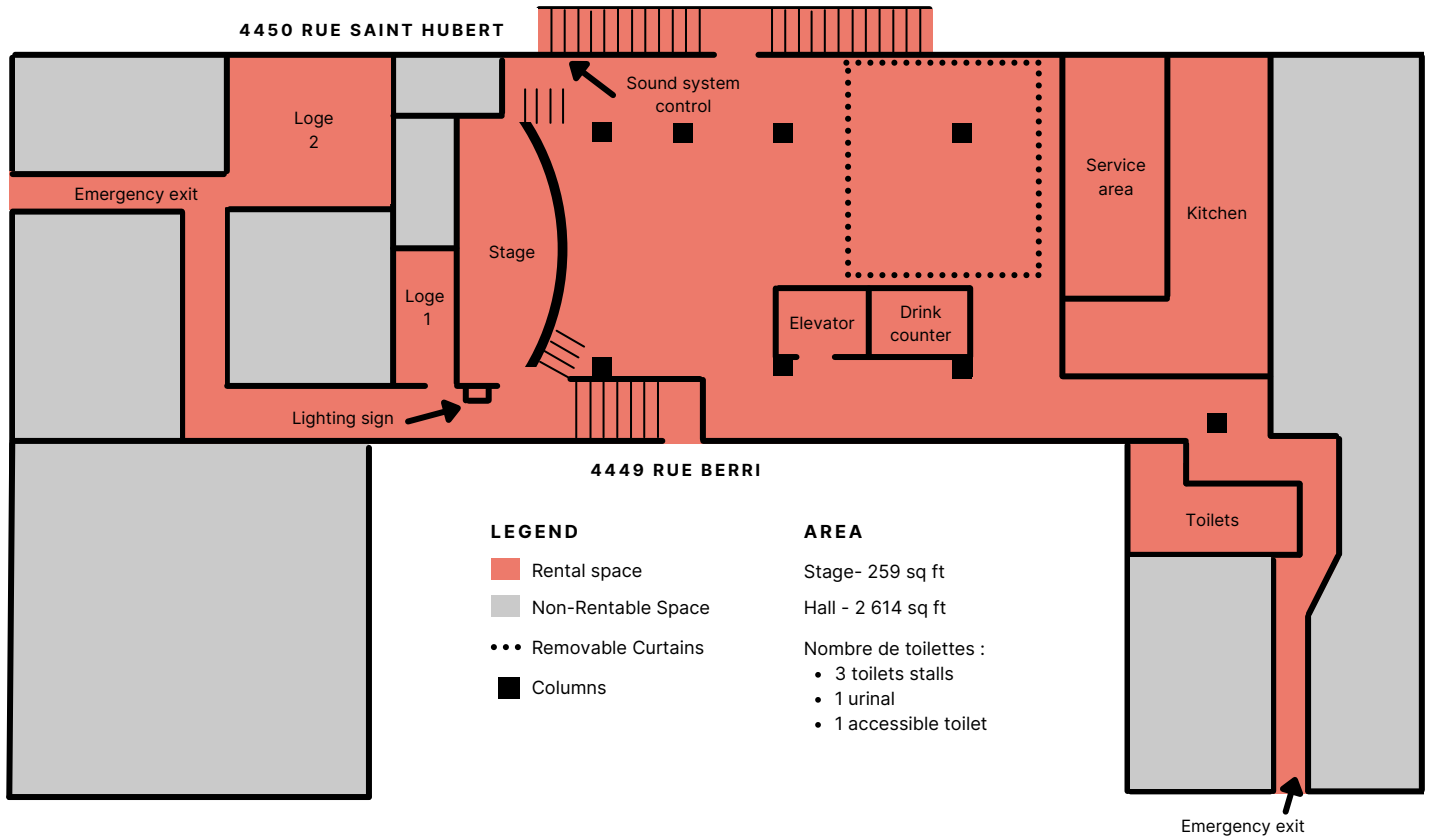 4450 RUE SAINT HUBERT
Sound system
control
Loge
2
Emergency exit
Service
area
Kitchen
Stage
Loge
1
Elevator
Drink
counter
Lighting sign
4449 RUE BERRI
Toilets
LEGEND
Rental space
Non-Rentable Space
Removable Curtains
Columns
AREA
Stage- 259 sq ft
Hall - 2 614 sq ft
Nombre de toilettes :
• 3 toilets stalls
• 1 urinal
• 1 accessible toilet
Emergency exit